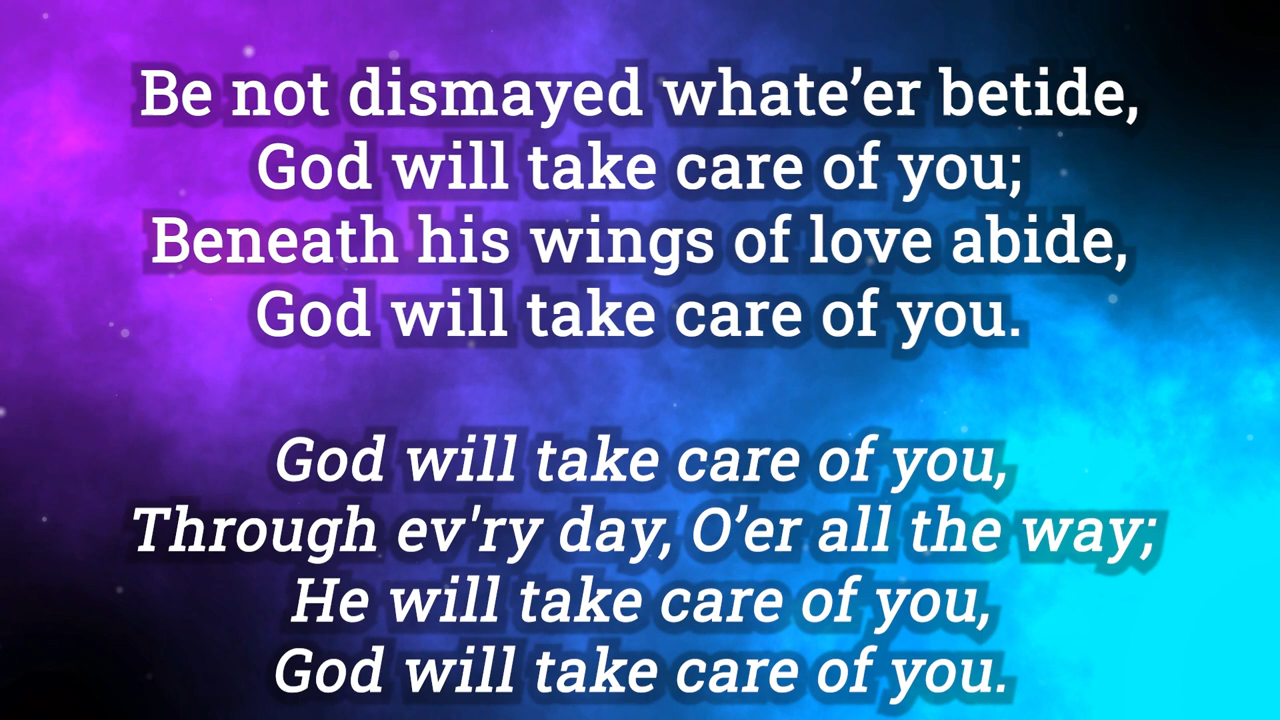 Be not dismayed whate’er betide,
God will take care of you;
Beneath his wings of love abide,
God will take care of you.
God will take care of you,
Through ev'ry day, O’er all the way;
He will take care of you,
God will take care of you.